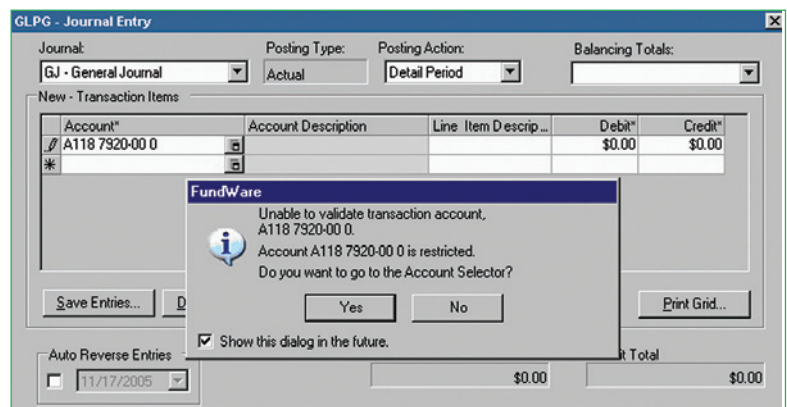 GLPG - Journal Entry
Journal: Posting Type: Posting Action: Balancing Totals:
GJ - General Journal Actual Detail Period
New - Transaction Items
Account* Account Description Line Item Descrip... Debit* Credit*
A118 7920-00 0 $0.00 $0.00
FundWare
Unable to validate transaction account,
A118 7920-00 0.
Account A118 7920-00 0 is restricted.
Do you want to go to the Account Selector?
Yes No
Show this dialog in the future.
Save Entries... D Print Grid...
Auto Reverse Entries it Total
11/17/2005 $0.00 $0.00